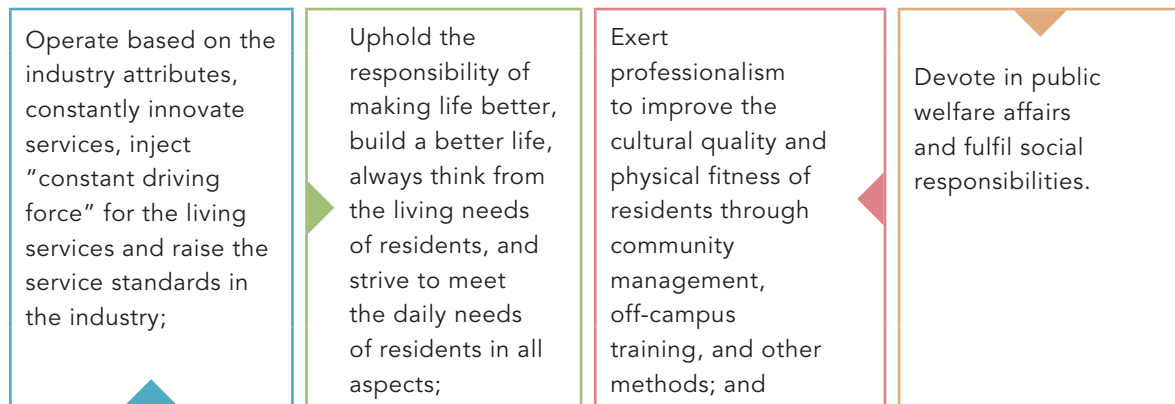 Operate based on the
industry attributes,
constantly innovate
services, inject
“constant driving
force” for the living
services and raise the
service standards in
the industry;
Uphold the
responsibility of
making life better,
build a better life,
always think from
the living needs
of residents, and
strive to meet
the daily needs
of residents in all
aspects;
Exert
professionalism
to improve the
cultural quality and
physical fitness of
residents through
community
management,
off-campus
training, and other
methods; and
Devote in public
welfare affairs
and fulfil social
responsibilities.